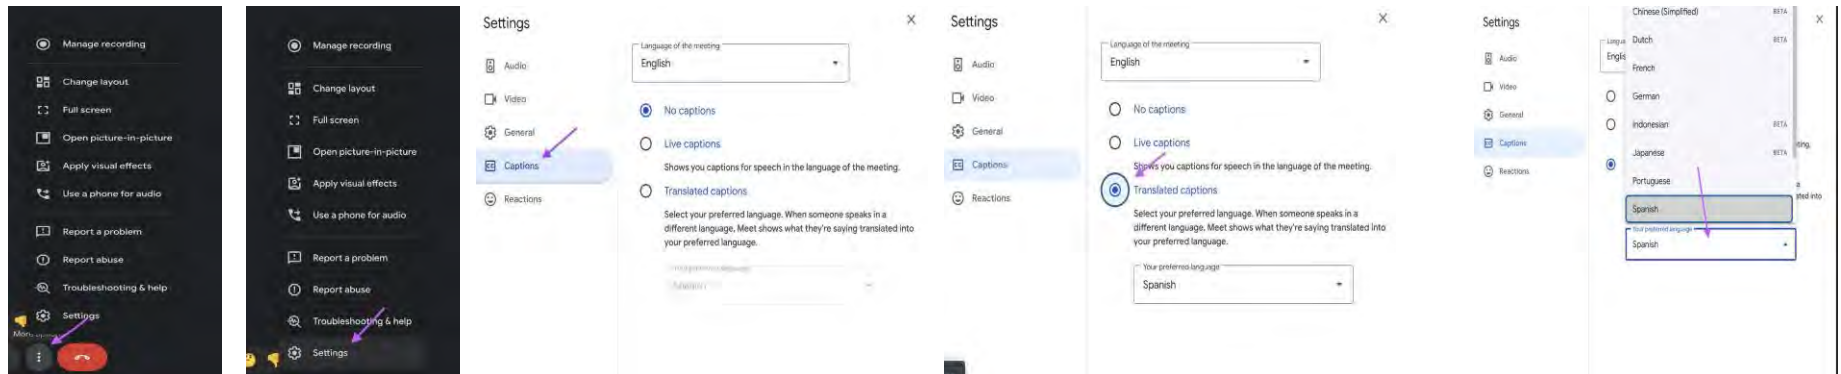 Manage recording
Change layout
Full screen
Open picture-in-picture
Apply visual effects
Use a phone for audio
Report a problem
Report abuse
Troubleshooting & help
Settings
Manage recording
Change layout
Full screen
Open picture-in-picture
Apply visual effects
Use a phone for audio
Report a problem
Report abuse
Troubleshooting & help
Settings
Settings
Audio
Video
General
Captions
Reactions
Language of the meeting
English
No captions
Live captions
Shows you captions for speech in the language of the meeting.
Translated captions
Select your preferred language. When someone speaks in a
different language, Meet shows what they're saying translated into
your preferred language.
Settings
Audio
Video
General
Captions
Reactions
Language of the meeting
English
No captions
Live captions
Shows you captions for speech in the language of the meeting.
Translated captions
Select your preferred language. When someone speaks in a
different language, Meet shows what they're saying translated into
your preferred language.
Your preferred language
Spanish
Settings
Audio
Video
General
Captions
Reactions
Chinese (Simplified) BETA
Dutch BETA
French
German
Indonesian BETA
Japanese BETA
Portuguese
Spanish
Your preferred language
Spanish